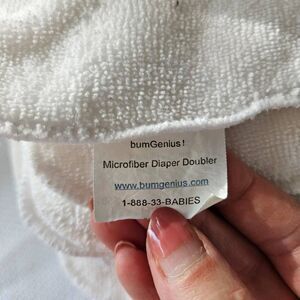 bumGenius!
Microfiber Diaper Doubler
www.bumgenius.com
1-888-33-BABIES